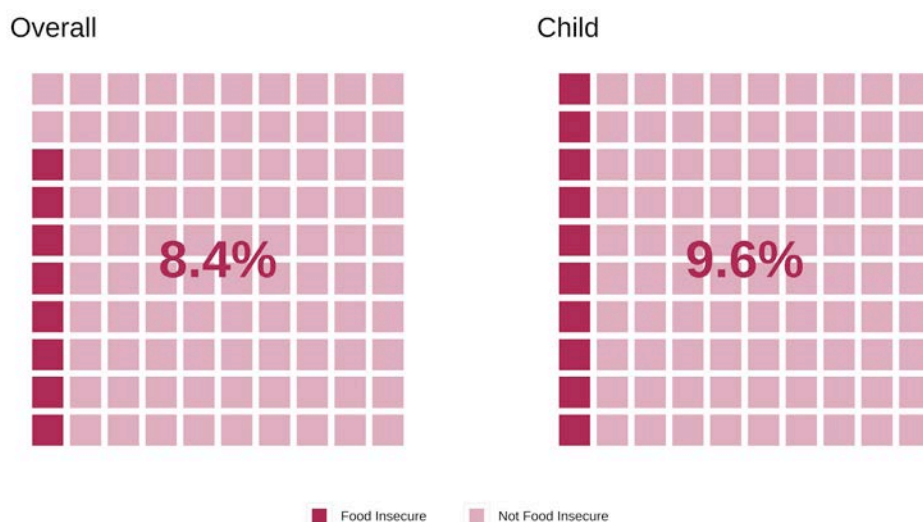 Overall
Child
8.4%
9.6%
Food Insecure
Not Food Insecure